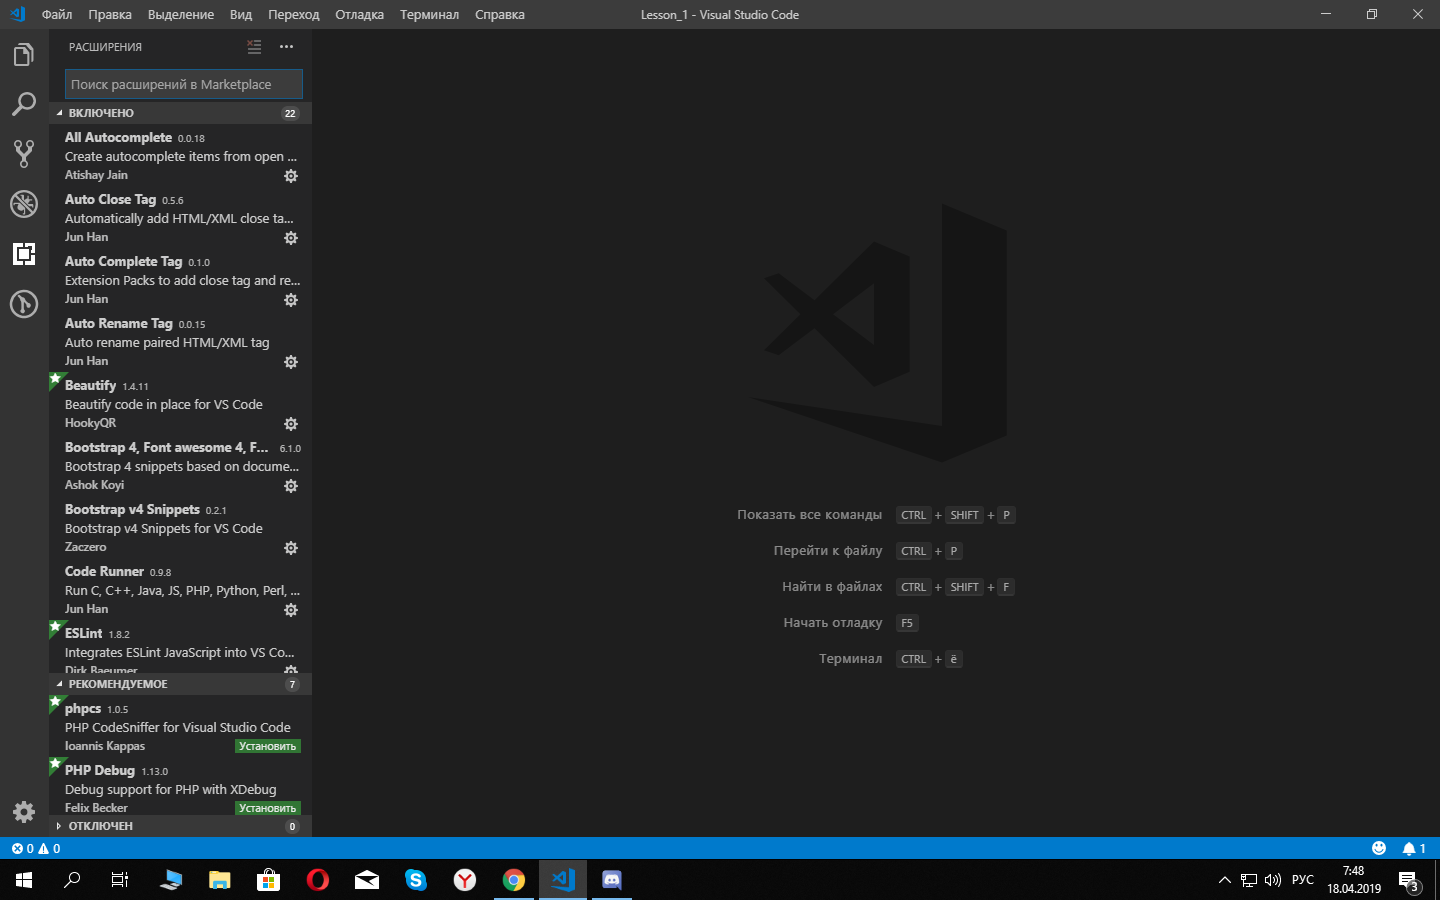 Файл Правка Выделение Вид Переход Отладка Терминал Справка
Lesson_1 - Visual Studio Code
РАСШИРЕНИЯ
Поиск расширений в Marketplace
ВКЛЮЧЕНО 22
All Autocomplete 0.0.18
Create autocomplete items from open ...
Atishay Jain
Auto Close Tag 0.5.6
Automatically add HTML/XML close ta...
Jun Han
Auto Complete Tag 0.1.0
Extension Packs to add close tag and re...
Jun Han
Auto Rename Tag 0.0.15
Auto rename paired HTML/XML tag
Jun Han
Beautify 1.4.11
Beautify code in place for VS Code
HookyQR
Bootstrap 4, Font awesome 4, F... 6.1.0
Bootstrap 4 snippets based on docume...
Ashok Koyi
Bootstrap v4 Snippets 0.2.1
Bootstrap v4 Snippets for VS Code
Zaczero
Code Runner 0.9.8
Run C, C++, Java, JS, PHP, Python, Perl, ...
Jun Han
ESLint 1.8.2
Integrates ESLint JavaScript into VS Co...
Dirk Baeumer
РЕКОМЕНДУЕМОЕ 7
phpcs 1.0.5
PHP CodeSniffer for Visual Studio Code
Ioannis Kappas Установить
PHP Debug 1.13.0
Debug support for PHP with XDebug
Felix Becker Установить
ОТКЛЮЧЕН 0
Показать все команды CTRL + SHIFT + P
Перейти к файлу CTRL + P
Найти в файлах CTRL + SHIFT + F
Начать отладку F5
Терминал CTRL + ё
0 0
1
РУС
7:48
18.04.2019
3